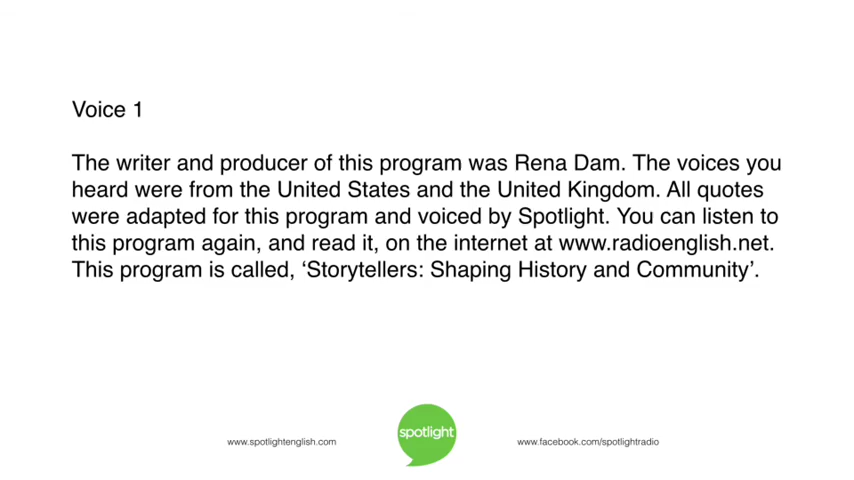 Voice 1
The writer and producer of this program was Rena Dam. The voices you
heard were from the United States and the United Kingdom. All quotes
were adapted for this program and voiced by Spotlight. You can listen to
this program again, and read it, on the internet at www.radioenglish.net.
This program is called, ‘Storytellers: Shaping History and Community’.
spotlight
www.spotlightenglish.com
www.facebook.com/spotlightradio